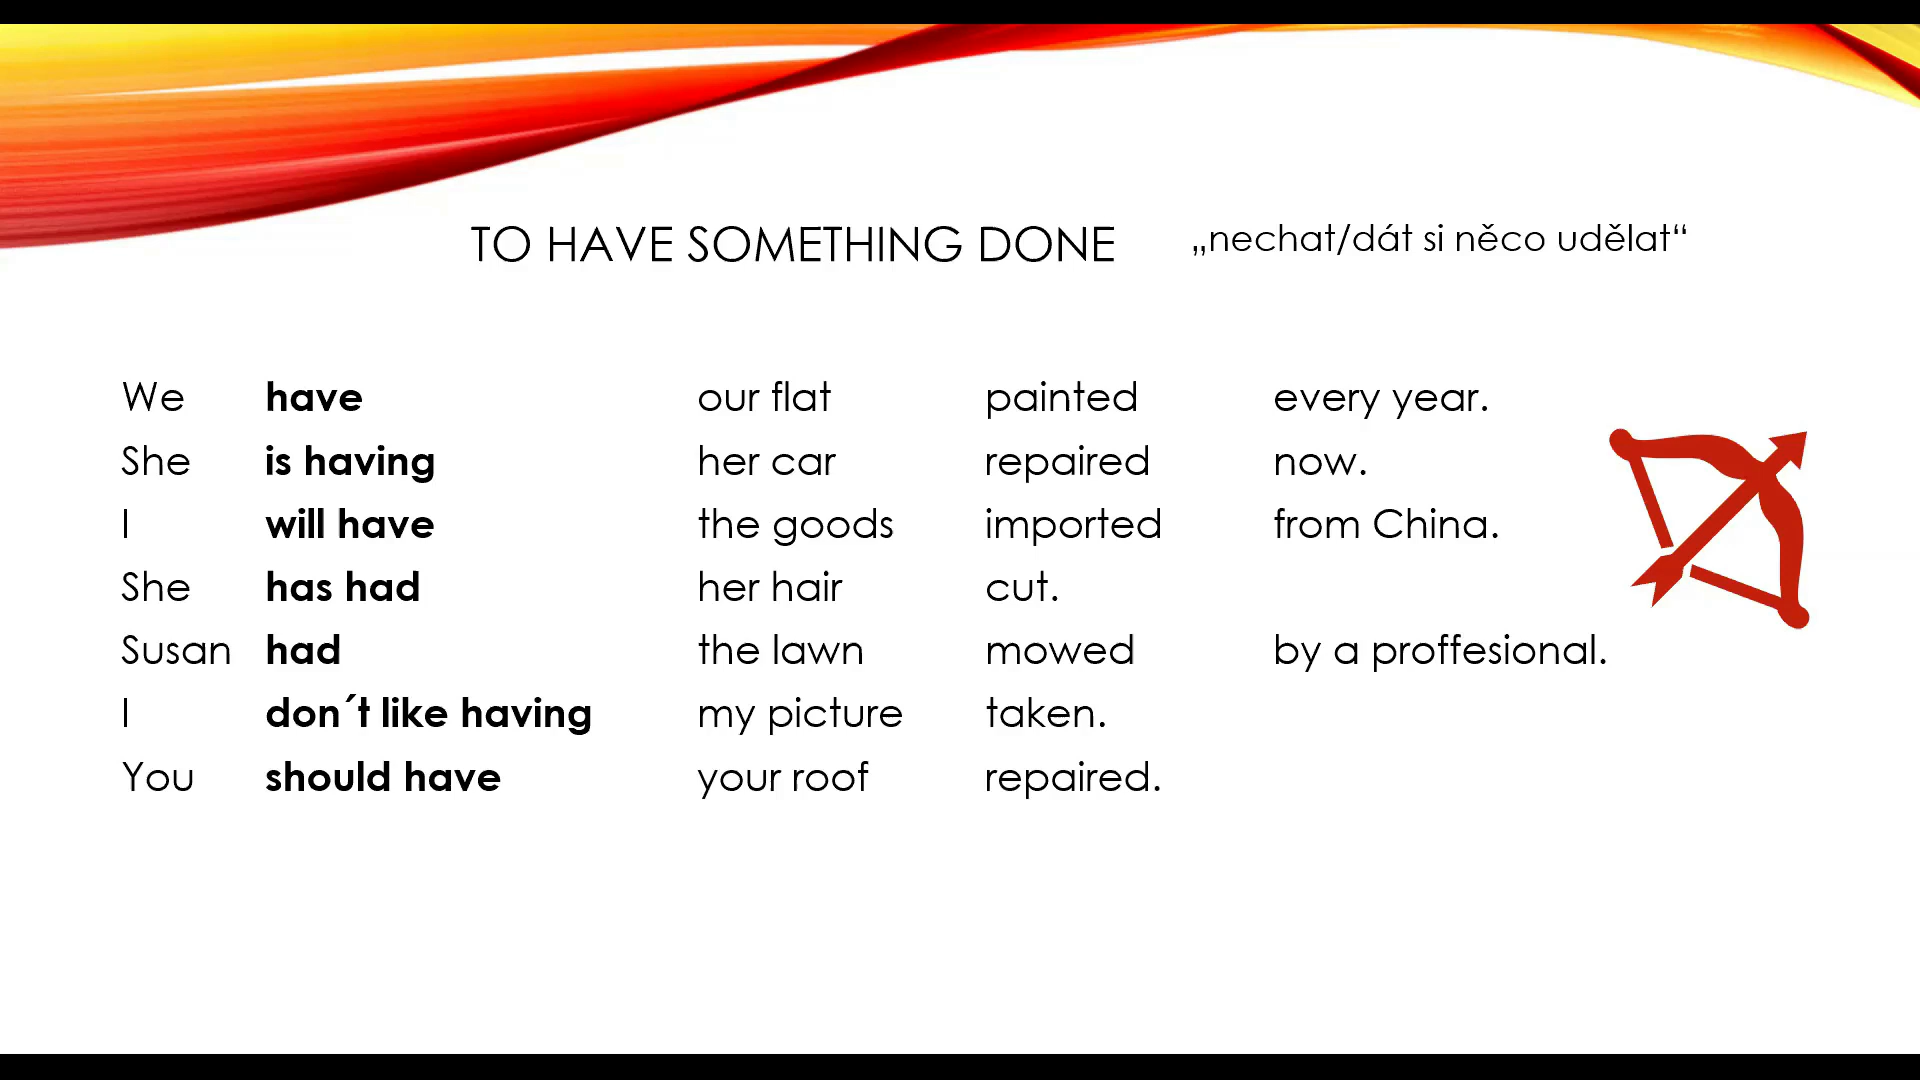 TO HAVE SOMETHING DONE „nechat/dát si něco udělat“
We have our flat painted every year.
She is having her car repaired now.
I will have the goods imported from China.
She has had her hair cut.
Susan had the lawn mowed by a proffesional.
I don´t like having my picture taken.
You should have your roof repaired.